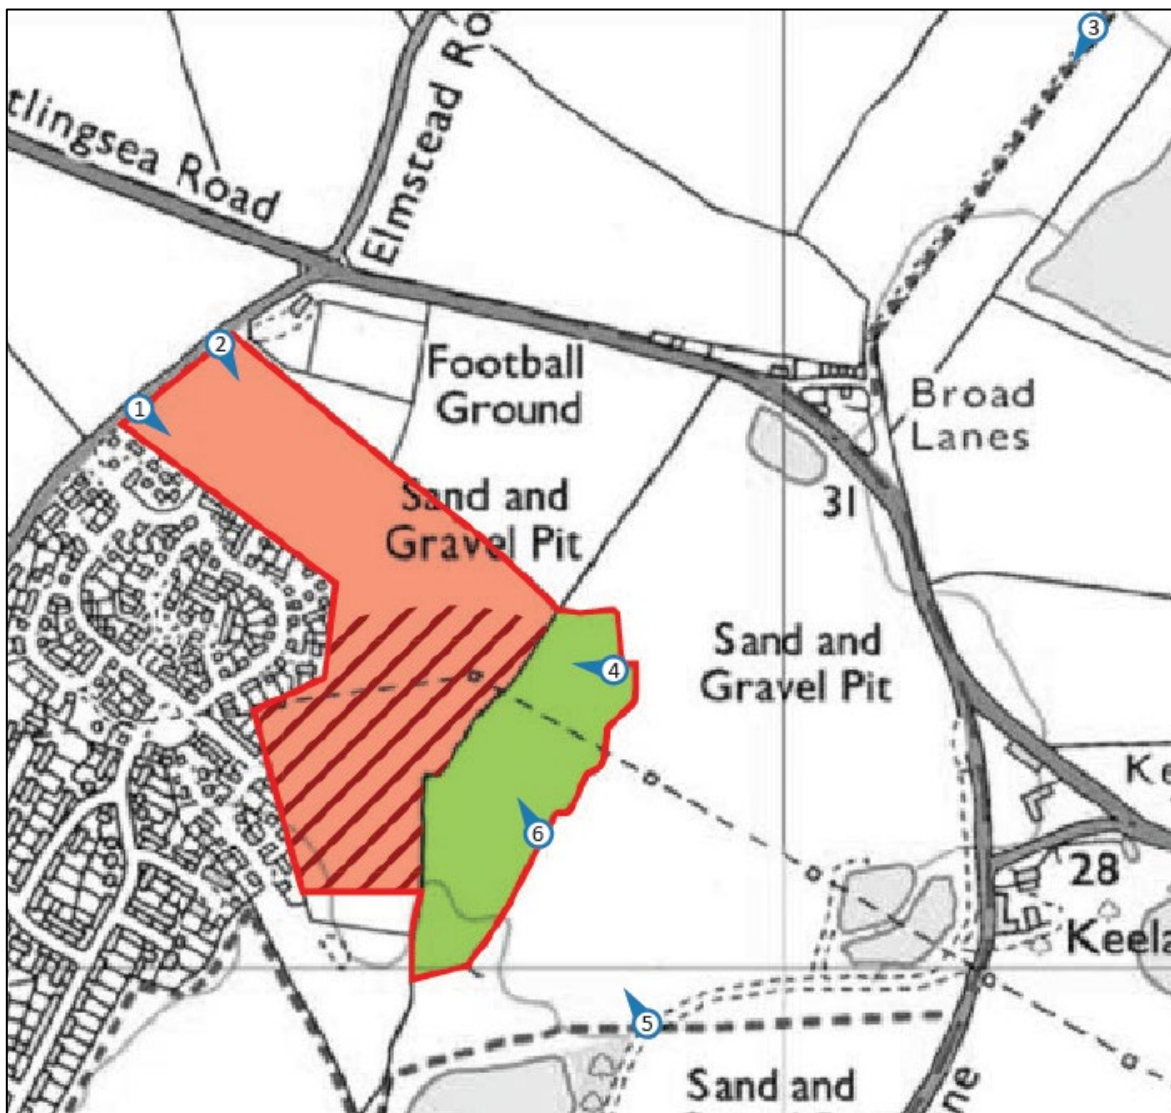 3
tlingsea Road
Elmstead Ro
2
1
Football
Ground
Broad
Lanes
Sand and
Gravel Pit
31
Sand and
Gravel Pit
4
Ke
6
28
Keela
5
Sand and
ne